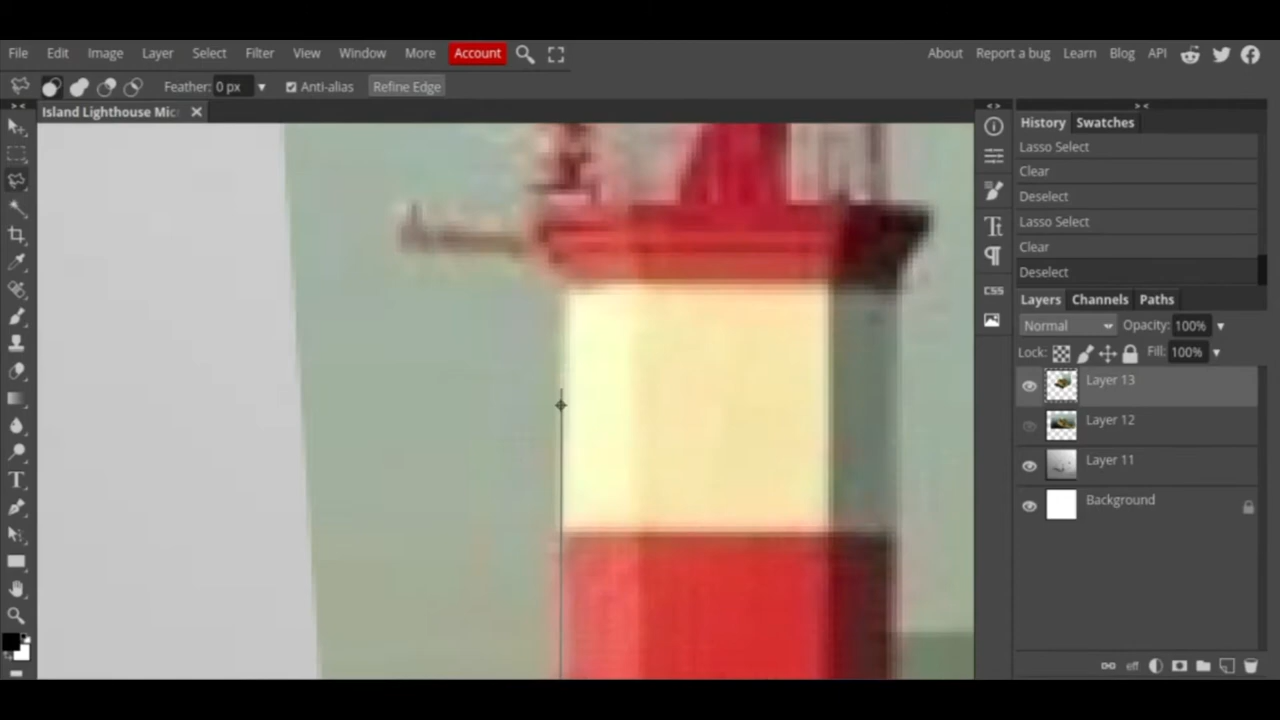 File Edit Image Layer Select Filter View Window More Account About Report a bug Learn Blog API
Feather: 0 px Anti-alias Refine Edge
Island Lighthouse Mic
History Swatches
Lasso Select
Clear
Deselect
Lasso Select
Clear
Deselect
Layers Channels Paths
Normal Opacity: 100%
Lock: Fill: 100%
Layer 13
Layer 12
Layer 11
Background
CSS
eff